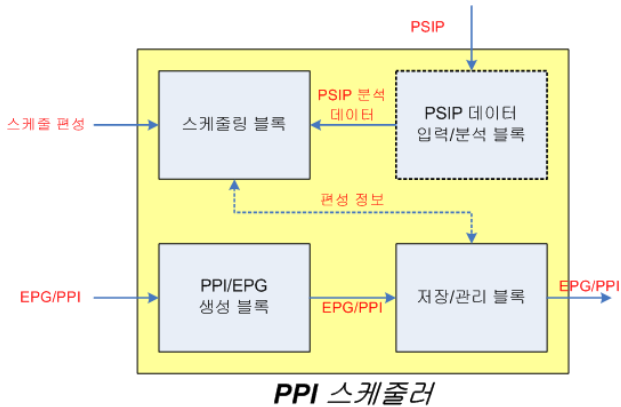 PSIP
스케줄 편성
스케줄링 블록
PSIP 분석
데이터
PSIP 데이터
입력/분석 블록
편성 정보
EPG/PPI
PPI/EPG
생성 블록
EPG/PPI
저장/관리 블록
EPG/PPI
PPI 스케줄러